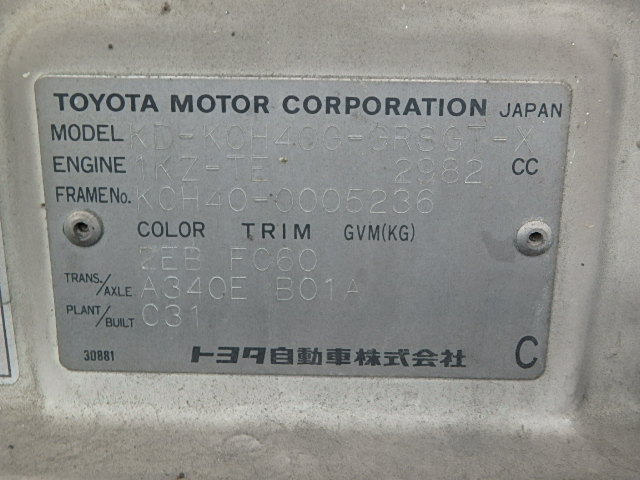 TOYOTA MOTOR CORPORATION JAPAN
MODEL KD-KCH40G-GRSGT-X
ENGINE 1KZ-TE 2982 CC
FRAME No. KCH40-0005236
COLOR TRIM GVM(KG)
2EB FC60
TRANS./AXLE A340E B01A
PLANT/BUILT C31
30881 トヨタ自動車株式会社 C